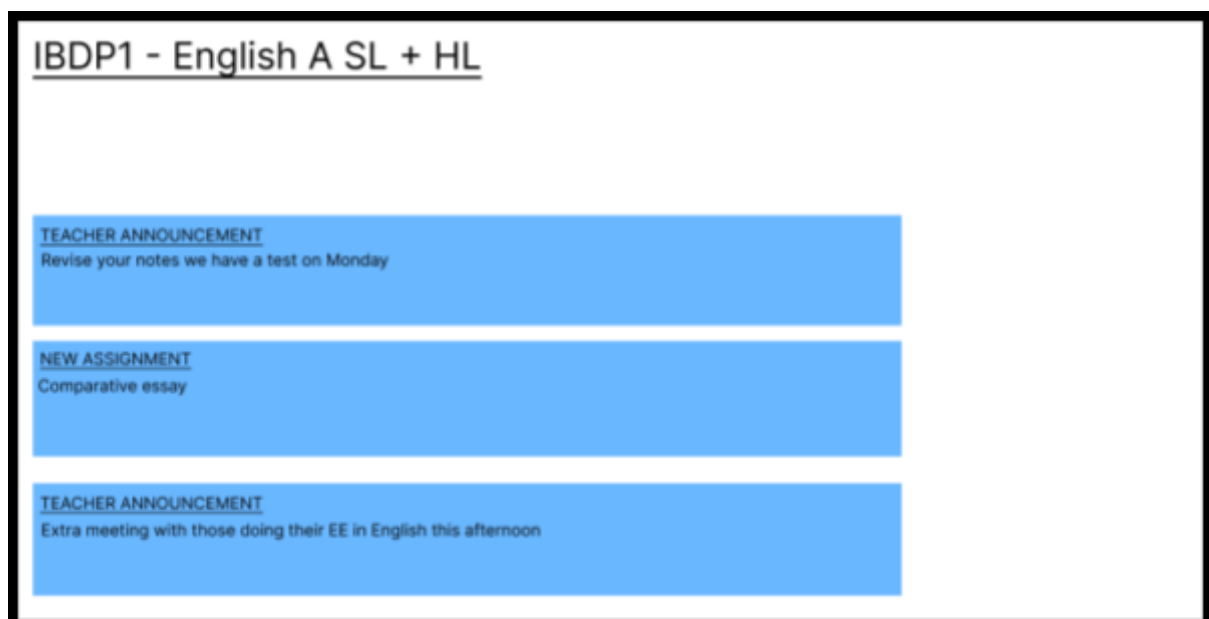 IBDP1 - English A SL + HL
TEACHER ANNOUNCEMENT
Revise your notes we have a test on Monday
NEW ASSIGNMENT
Comparative essay
TEACHER ANNOUNCEMENT
Extra meeting with those doing their EE in English this afternoon